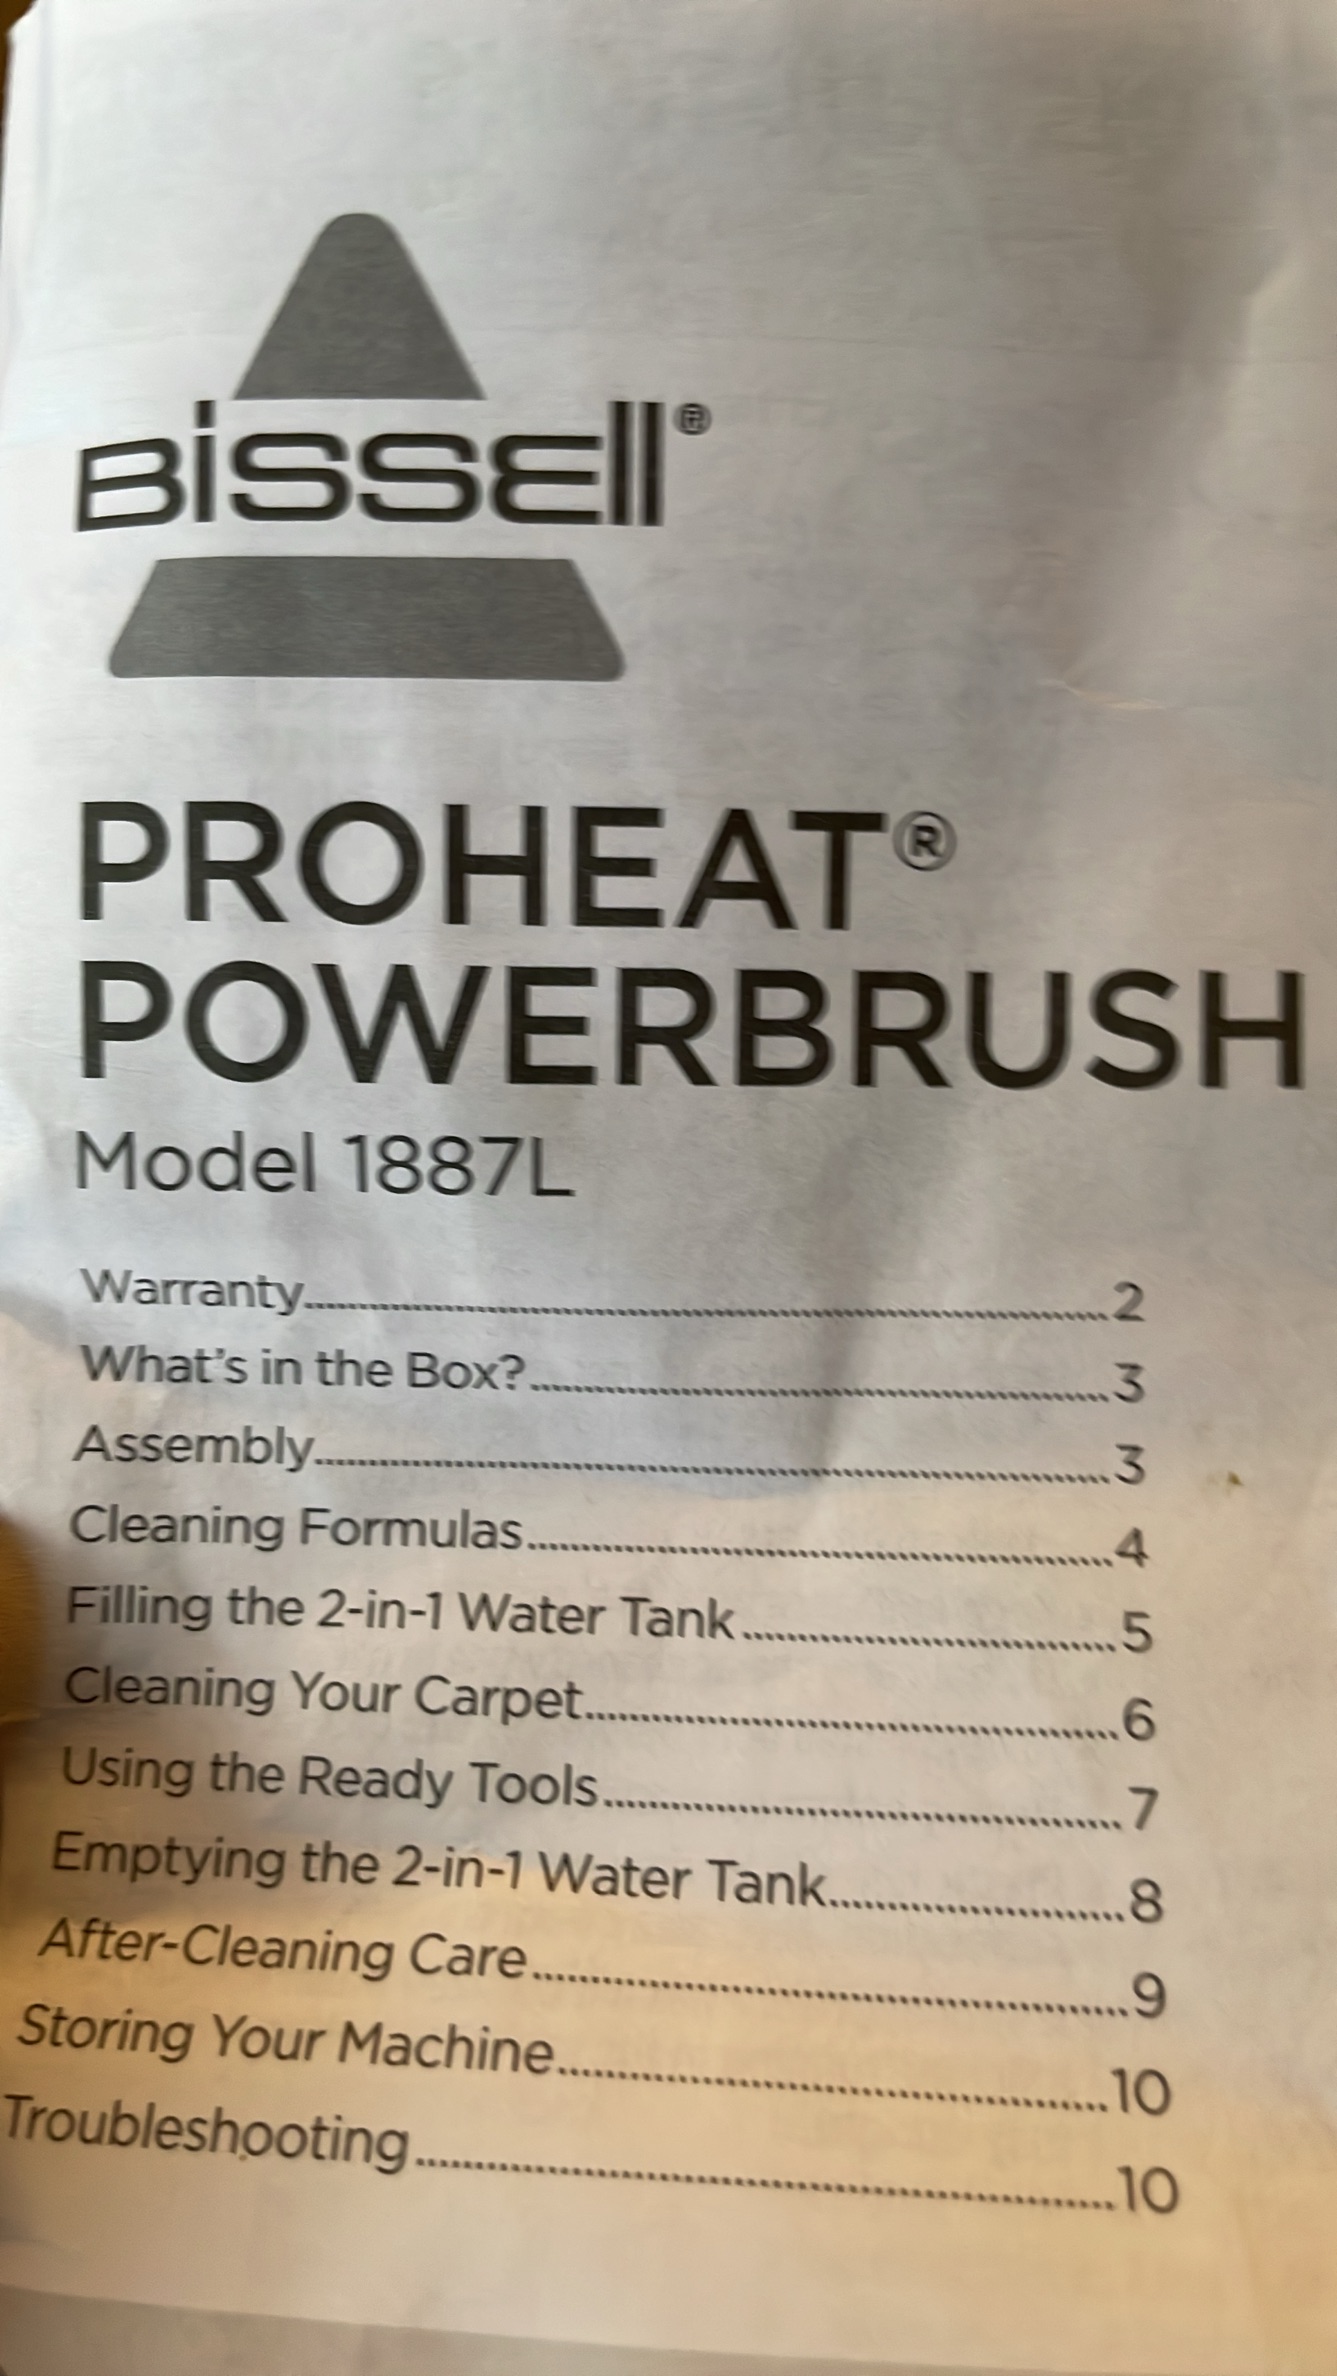 BISSELL®
PROHEAT®
POWERBRUSH
Model 1887L
Warranty..........2
What's in the Box?..........3
Assembly..........3
Cleaning Formulas..........4
Filling the 2-in-1 Water Tank..........5
Cleaning Your Carpet..........6
Using the Ready Tools..........7
Emptying the 2-in-1 Water Tank..........8
After-Cleaning Care..........9
Storing Your Machine..........10
Troubleshooting..........10